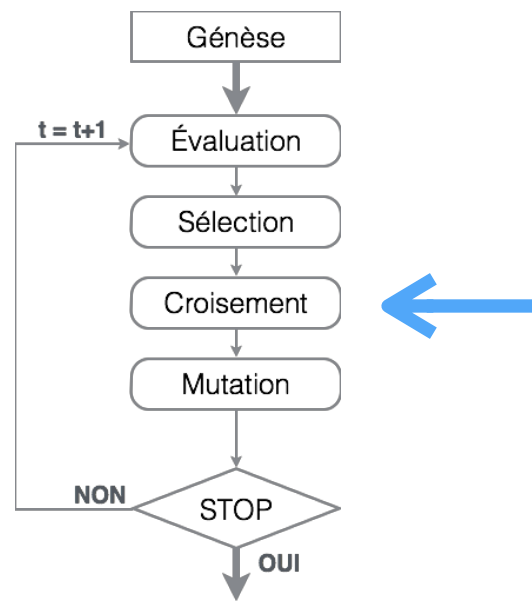 Génèse
t = t+1
Évaluation
Sélection
Croisement
Mutation
NON
STOP
OUI